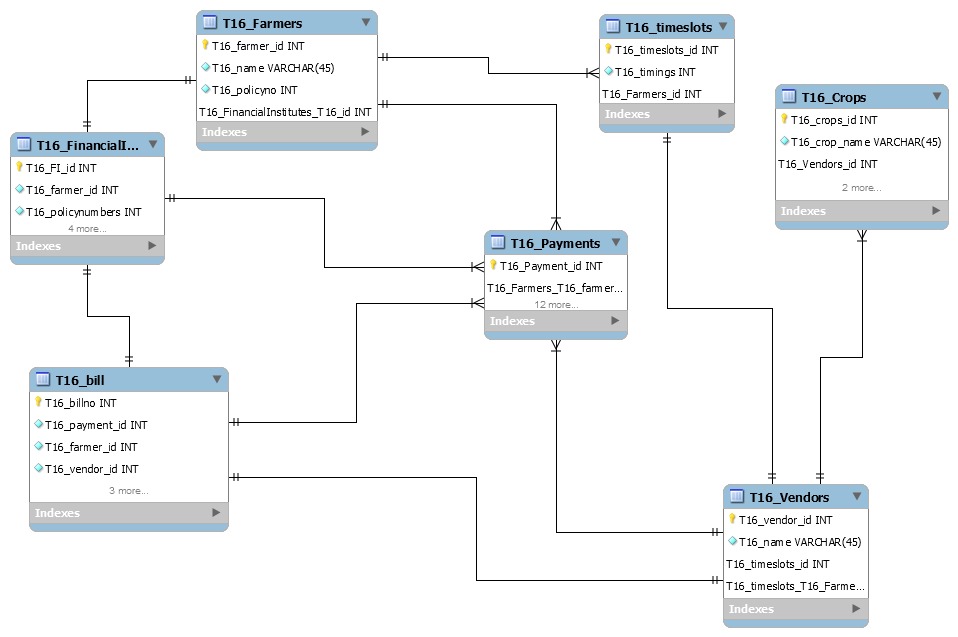 T16_Farmers
T16_farmer_id INT
T16_name VARCHAR(45)
T16_policyno INT
T16_FinancialInstitutes_T16_id INT
Indexes
T16_timeslots
T16_timeslots_id INT
T16_timings INT
T16_Farmers_id INT
Indexes
T16_Crops
T16_crops_id INT
T16_crop_name VARCHAR(45)
T16_Vendors_id INT
2 more...
Indexes
T16_FinancialI...
T16_FI_id INT
T16_farmer_id INT
T16_policynumbers INT
4 more...
Indexes
T16_Payments
T16_Payment_id INT
T16_Farmers_T16_farmer...
12 more...
Indexes
T16_bill
T16_billno INT
T16_payment_id INT
T16_farmer_id INT
T16_vendor_id INT
3 more...
Indexes
T16_Vendors
T16_vendor_id INT
T16_name VARCHAR(45)
T16_timeslots_id INT
T16_timeslots_T16_Farme...
Indexes